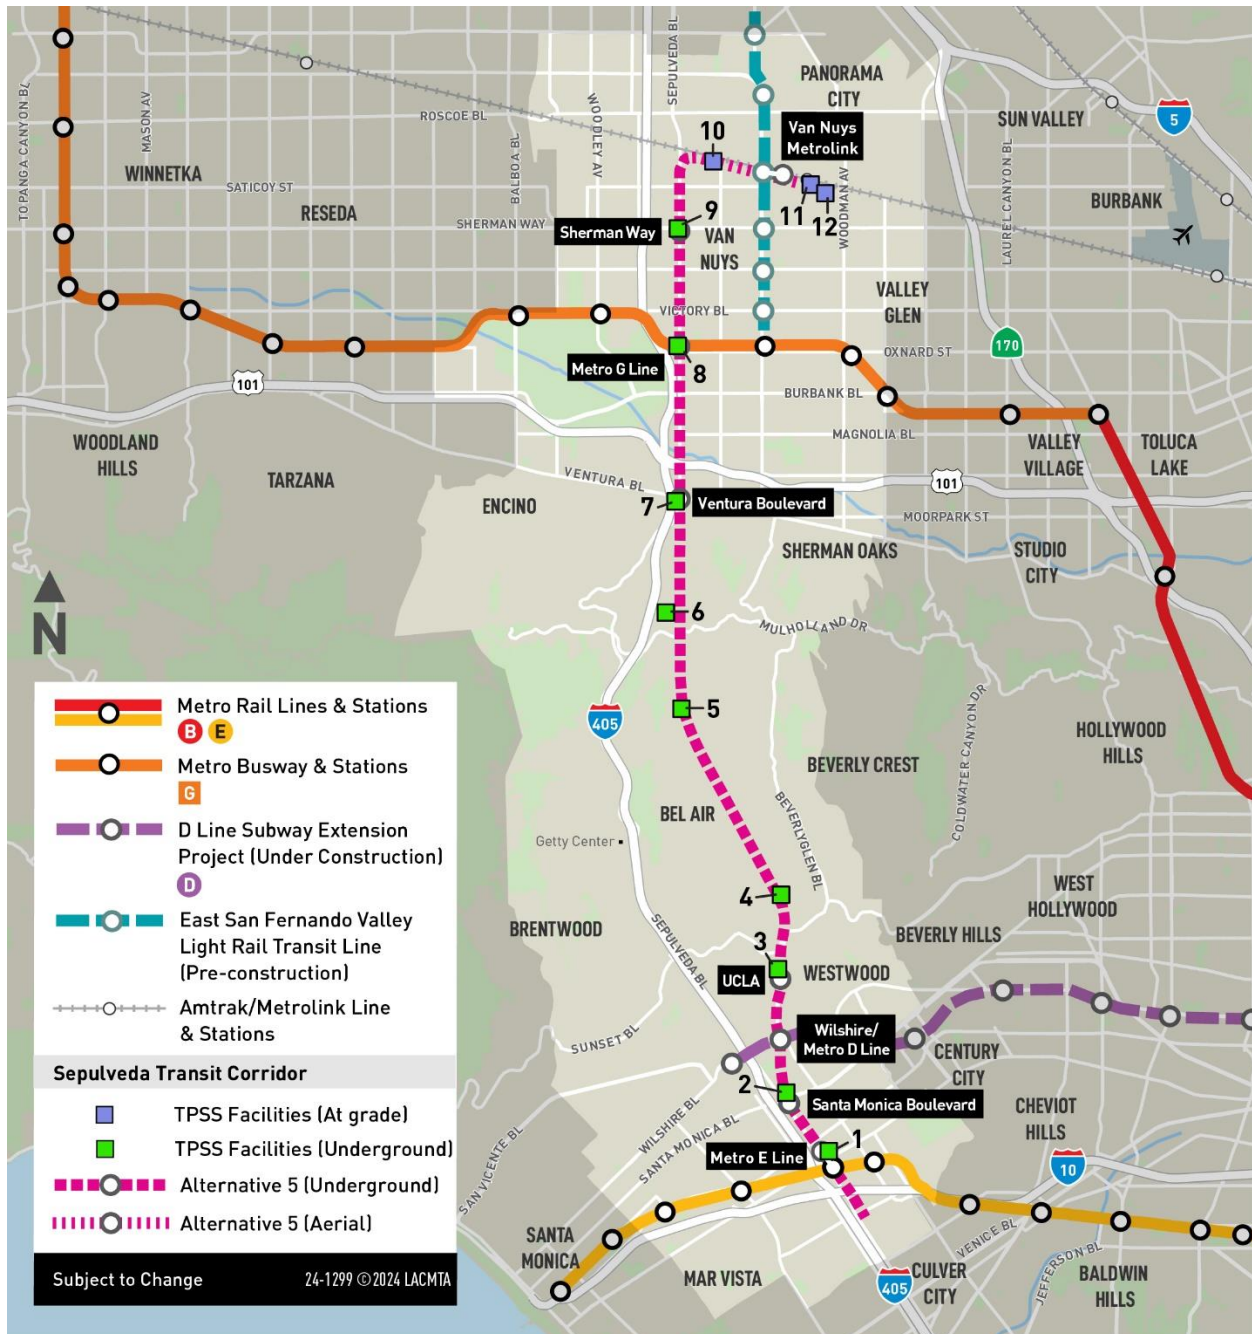 SEPULVEDA BL
PANORAMA
CITY
TOPANGA CANYON BL
MASON AV
WOODLEY AV
ROSCOE BL
BALBOA BL
10
Van Nuys
Metrolink
SUN VALLEY
5
WINNETKA
SATICOY ST
RESEDA
SHERMAN WAY
Sherman Way
9
VAN
NUYS
11
12
WOODMAN AV
LAUREL CANYON BL
BURBANK
VICTORY BL
VALLEY
GLEN
170
OXNARD ST
Metro G Line
8
101
BURBANK BL
MAGNOLIA BL
WOODLAND
HILLS
TARZANA
VENTURA BL
ENCINO
7
Ventura Boulevard
101
VALLEY
VILLAGE
TOLUCA
LAKE
MOORPARK ST
SHERMAN OAKS
STUDIO
CITY
N
6
MULHOLLAND DR
5
405
COLDWATER CANYON DR
HOLLYWOOD
HILLS
BEVERLY CREST
BEL AIR
BEVERLY GLEN BL
Getty Center
4
WEST
HOLLYWOOD
BRENTWOOD
SEPULVEDA BL
3
BEVERLY HILLS
UCLA
WESTWOOD
SUNSET BL
Wilshire/
Metro D Line
CENTURY
CITY
2
Santa Monica Boulevard
CHEVIOT
HILLS
WILSHIRE BL
SANTA MONICA BL
SAN VICENTE BL
Metro E Line
1
10
SANTA
MONICA
MAR VISTA
VENICE BL
JEFFERSON BL
405
CULVER
CITY
BALDWIN
HILLS
Metro Rail Lines & Stations
B E
Metro Busway & Stations
G
D Line Subway Extension
Project (Under Construction)
D
East San Fernando Valley
Light Rail Transit Line
(Pre-construction)
Amtrak/Metrolink Line
& Stations
Sepulveda Transit Corridor
TPSS Facilities (At grade)
TPSS Facilities (Underground)
Alternative 5 (Underground)
Alternative 5 (Aerial)
Subject to Change 24-1299 ©2024 LACMTA